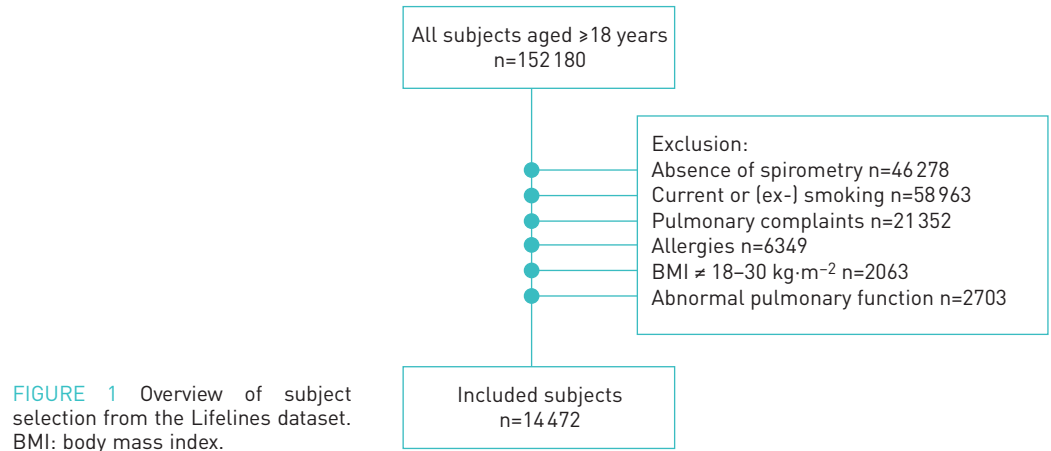 All subjects aged ⩾18 years
n=152 180
Exclusion:
Absence of spirometry n=46 278
Current or (ex-) smoking n=58 963
Pulmonary complaints n=21 352
Allergies n=6349
BMI ≠ 18–30 kg·m⁻² n=2063
Abnormal pulmonary function n=2703
Included subjects
n=14 472
FIGURE 1 Overview of subject
selection from the Lifelines dataset.
BMI: body mass index.